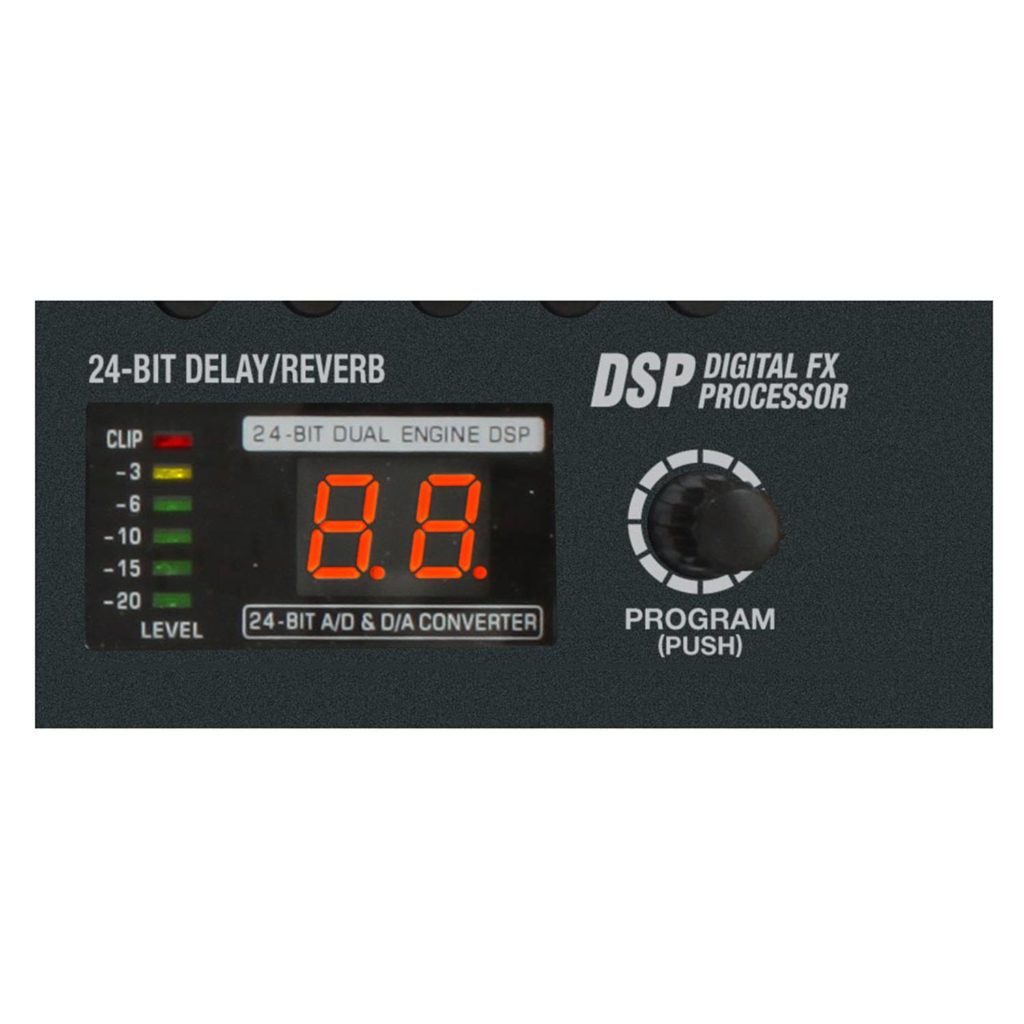 24-BIT DELAY/REVERB
DSP DIGITAL FX
PROCESSOR
CLIP
-3
-6
-10
-15
-20
LEVEL
24-BIT DUAL ENGINE DSP
8.8.
24-BIT A/D & D/A CONVERTER
PROGRAM
(PUSH)